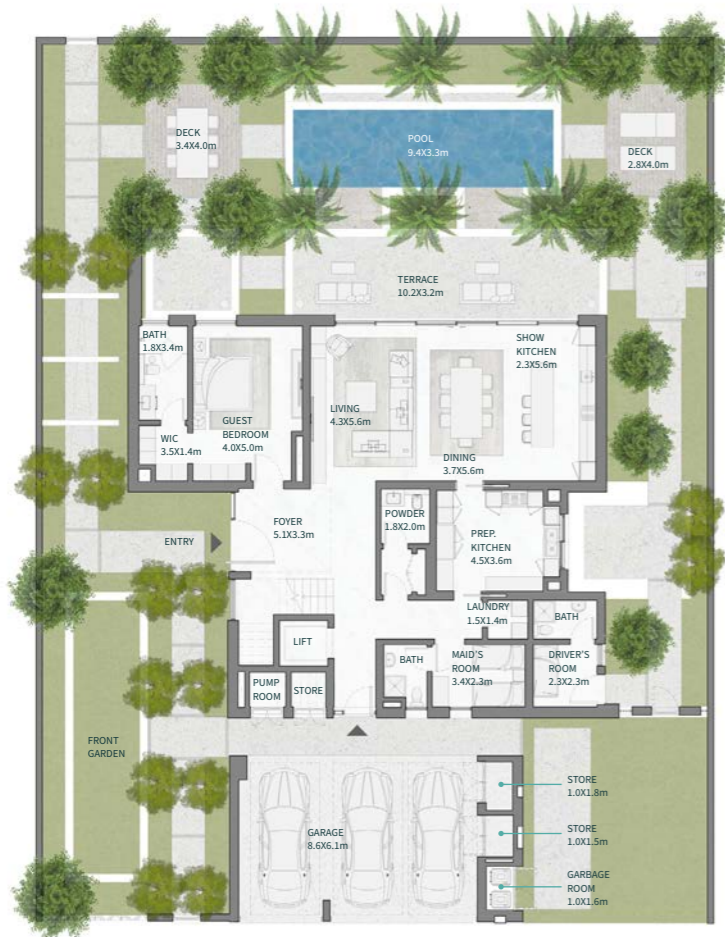 DECK
3.4X4.0m
POOL
9.4X3.3m
DECK
2.8X4.0m
TERRACE
10.2X3.2m
BATH
1.8X3.4m
SHOW
KITCHEN
2.3X5.6m
GUEST
BEDROOM
4.0X5.0m
LIVING
4.3X5.6m
WIC
3.5X1.4m
DINING
3.7X5.6m
ENTRY
FOYER
5.1X3.3m
POWDER
1.8X2.0m
PREP.
KITCHEN
4.5X3.6m
LAUNDRY
1.5X1.4m
BATH
LIFT
BATH
MAID'S
ROOM
3.4X2.3m
DRIVER'S
ROOM
2.3X2.3m
PUMP
ROOM
STORE
FRONT
GARDEN
STORE
1.0X1.8m
GARAGE
8.6X6.1m
STORE
1.0X1.5m
GARBAGE
ROOM
1.0X1.6m